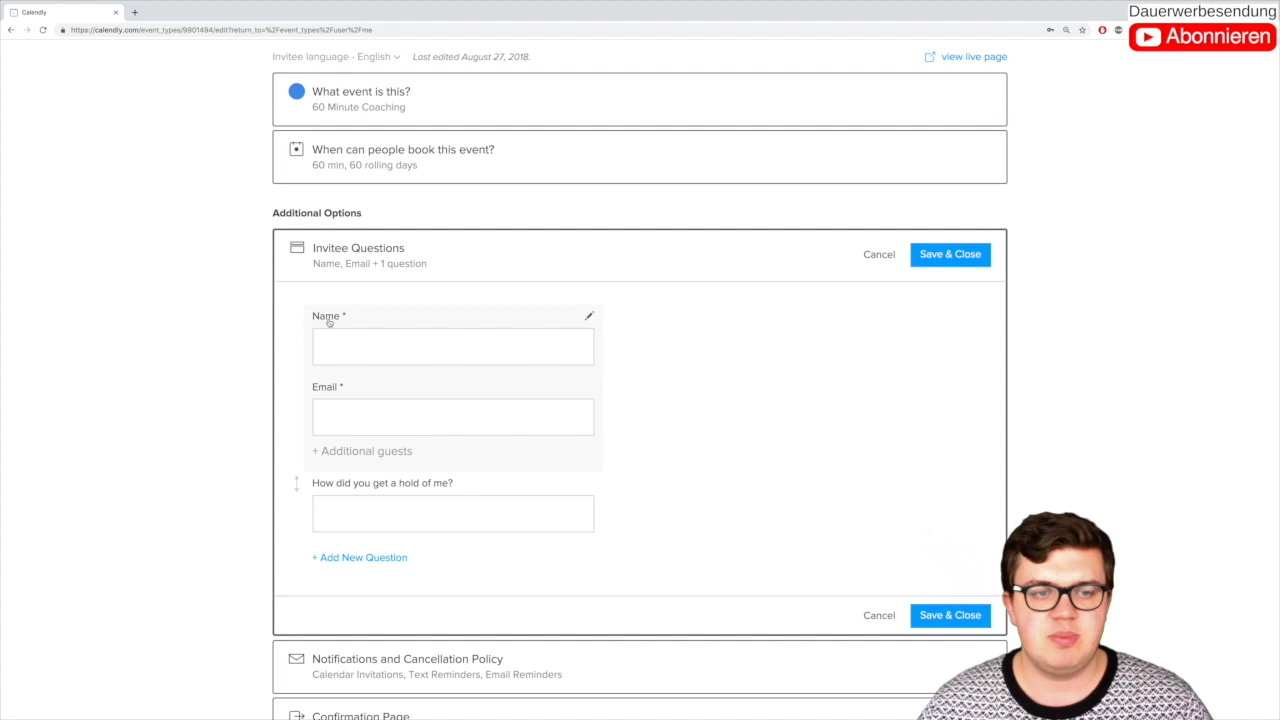 Calendly
Dauerwerbesendung
https://calendly.com/event_types/9901494/edit?return_to=%2Fevent_types%2Fuser%2Fme
Abonnieren
Invitee language - English
Last edited August 27, 2018.
view live page
What event is this?
60 Minute Coaching
When can people book this event?
60 min, 60 rolling days
Additional Options
Invitee Questions
Name, Email + 1 question
Cancel
Save & Close
Name *
Email *
+ Additional guests
How did you get a hold of me?
+ Add New Question
Cancel
Save & Close
Notifications and Cancellation Policy
Calendar Invitations, Text Reminders, Email Reminders
Confirmation Page